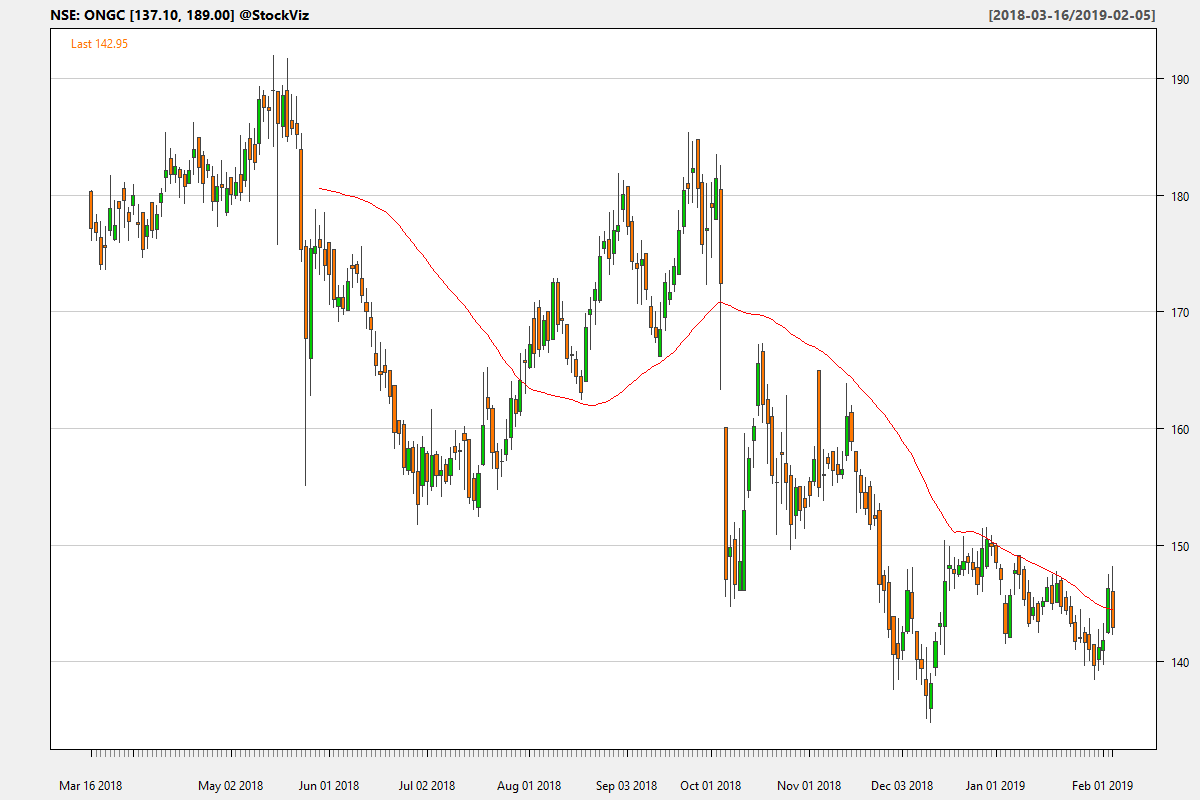 NSE: ONGC [137.10, 189.00] @StockViz
[2018-03-16/2019-02-05]
Last 142.95
190
180
170
160
150
140
Mar 16 2018 May 02 2018 Jun 01 2018 Jul 02 2018 Aug 01 2018 Sep 03 2018 Oct 01 2018 Nov 01 2018 Dec 03 2018 Jan 01 2019 Feb 01 2019